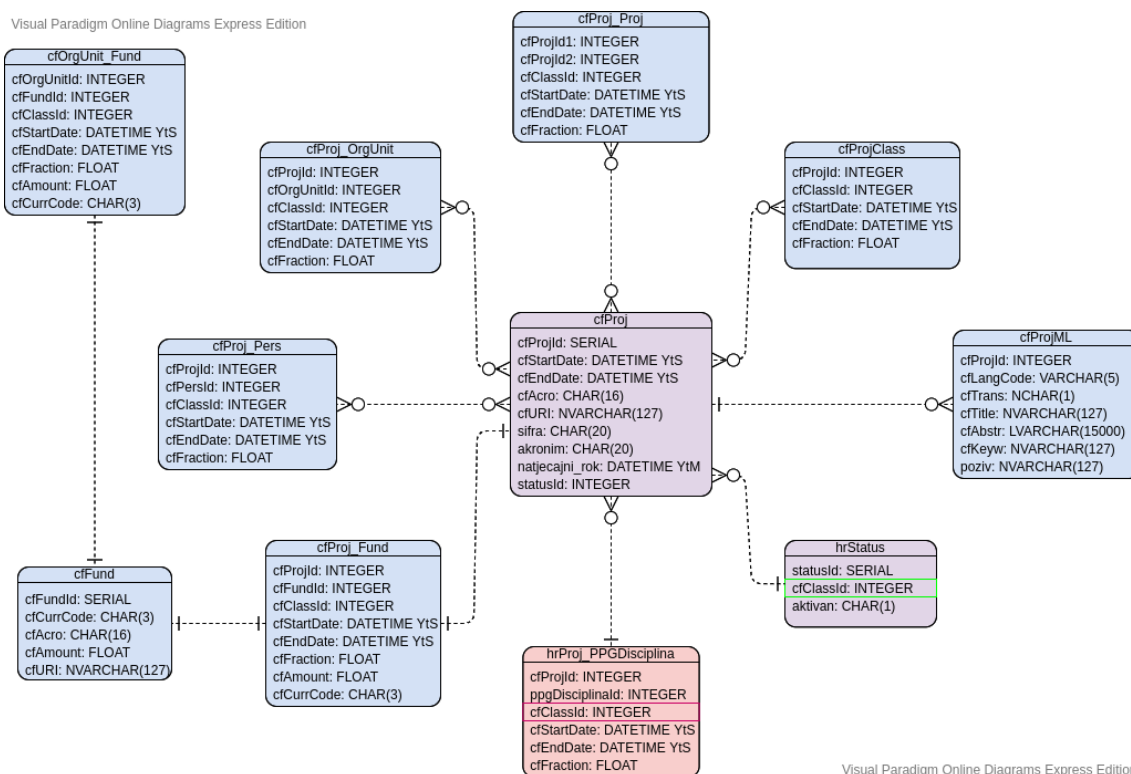 Visual Paradigm Online Diagrams Express Edition
cfOrgUnit_Fund
cfOrgUnitId: INTEGER
cfFundId: INTEGER
cfClassId: INTEGER
cfStartDate: DATETIME YtS
cfEndDate: DATETIME YtS
cfFraction: FLOAT
cfAmount: FLOAT
cfCurrCode: CHAR(3)
cfProj_Proj
cfProjId1: INTEGER
cfProjId2: INTEGER
cfClassId: INTEGER
cfStartDate: DATETIME YtS
cfEndDate: DATETIME YtS
cfFraction: FLOAT
cfProj_OrgUnit
cfProjId: INTEGER
cfOrgUnitId: INTEGER
cfClassId: INTEGER
cfStartDate: DATETIME YtS
cfEndDate: DATETIME YtS
cfFraction: FLOAT
cfProjClass
cfProjId: INTEGER
cfClassId: INTEGER
cfStartDate: DATETIME YtS
cfEndDate: DATETIME YtS
cfFraction: FLOAT
cfProj_Pers
cfProjId: INTEGER
cfPersId: INTEGER
cfClassId: INTEGER
cfStartDate: DATETIME YtS
cfEndDate: DATETIME YtS
cfFraction: FLOAT
cfProj
cfProjId: SERIAL
cfStartDate: DATETIME YtS
cfEndDate: DATETIME YtS
cfAcro: CHAR(16)
cfURI: NVARCHAR(127)
sifra: CHAR(20)
akronim: CHAR(20)
natjecajni_rok: DATETIME YtM
statusId: INTEGER
cfProjML
cfProjId: INTEGER
cfLangCode: VARCHAR(5)
cfTrans: NCHAR(1)
cfTitle: NVARCHAR(127)
cfAbstr: LVARCHAR(15000)
cfKeyw: NVARCHAR(127)
poziv: NVARCHAR(127)
cfFund
cfFundId: SERIAL
cfCurrCode: CHAR(3)
cfAcro: CHAR(16)
cfAmount: FLOAT
cfURI: NVARCHAR(127)
cfProj_Fund
cfProjId: INTEGER
cfFundId: INTEGER
cfClassId: INTEGER
cfStartDate: DATETIME YtS
cfEndDate: DATETIME YtS
cfFraction: FLOAT
cfAmount: FLOAT
cfCurrCode: CHAR(3)
hrStatus
statusId: SERIAL
cfClassId: INTEGER
aktivan: CHAR(1)
hrProj_PPGDisciplina
cfProjId: INTEGER
ppgDisciplinaId: INTEGER
cfClassId: INTEGER
cfStartDate: DATETIME YtS
cfEndDate: DATETIME YtS
cfFraction: FLOAT
Visual Paradigm Online Diagrams Express Edition